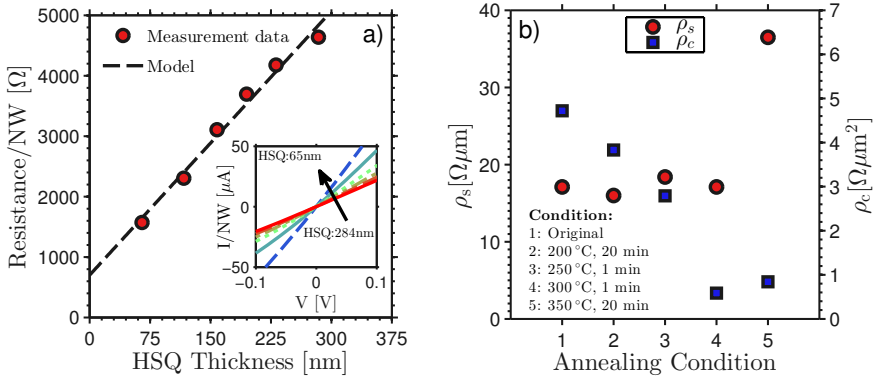 a)
Measurement data
Model
Resistance/NW [Ω]
5000
4000
3000
2000
1000
0
0 75 150 225 300 375
HSQ Thickness [nm]
I/NW [μA]
50
0
−50
HSQ:65nm
HSQ:284nm
−0.1 0 0.1
V [V]
b)
ρs
ρc
ρs[Ωμm]
40
30
20
10
0
Condition:
1: Original
2: 200 °C, 20 min
3: 250 °C, 1 min
4: 300 °C, 1 min
5: 350 °C, 20 min
1 2 3 4 5
Annealing Condition
7
6
5
4
3
2
1
0
ρc[Ωμm²]